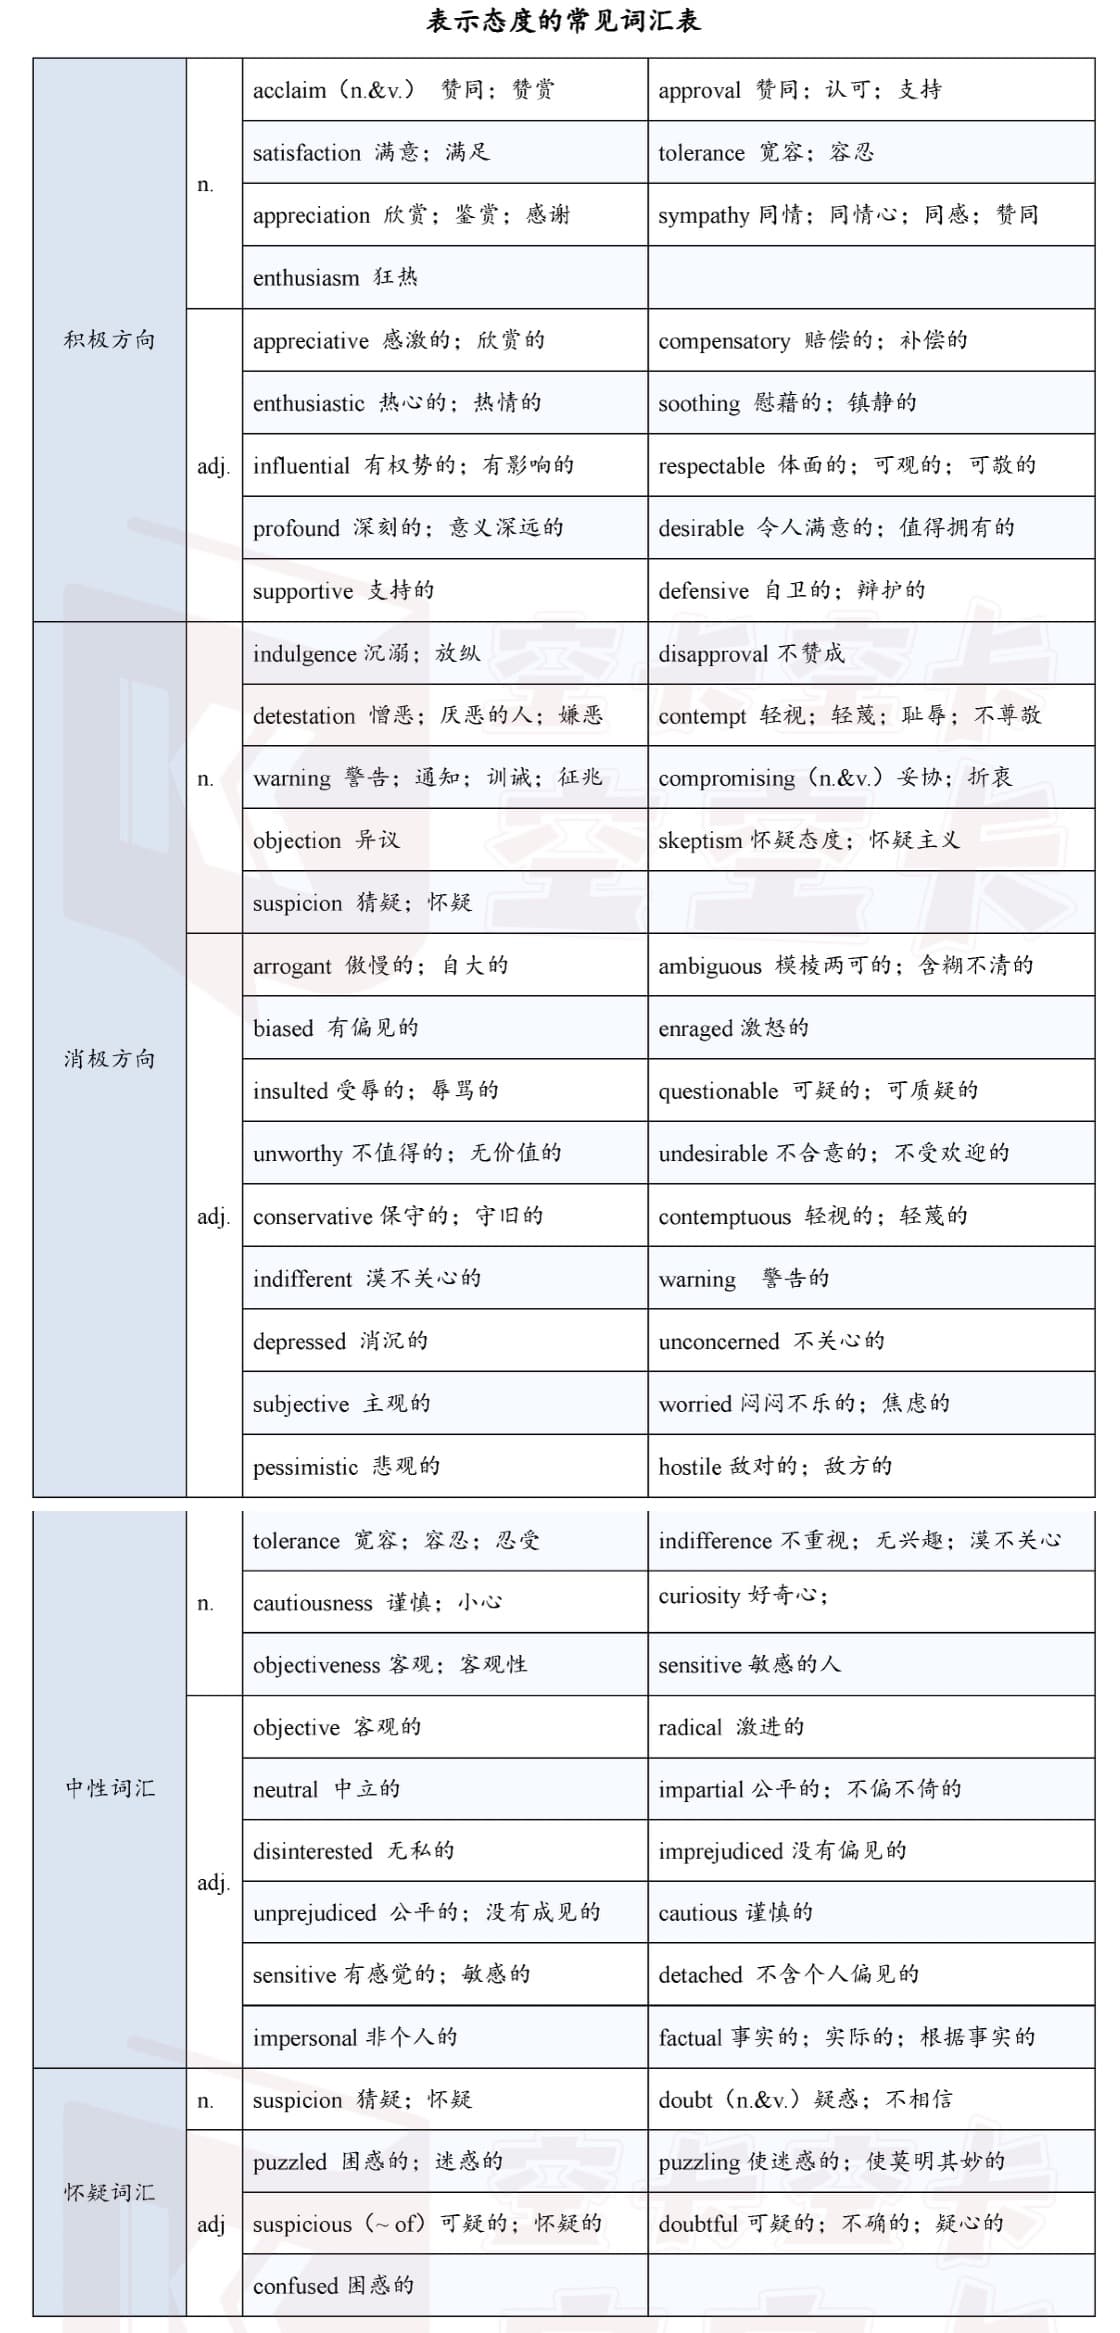 表示态度的常见词汇表
积极方向
n.
acclaim（n.&v.） 赞同；赞赏
approval 赞同；认可；支持
satisfaction 满意；满足
tolerance 宽容；容忍
appreciation 欣赏；鉴赏；感谢
sympathy 同情；同情心；同感；赞同
enthusiasm 狂热
adj.
appreciative 感激的；欣赏的
compensatory 赔偿的；补偿的
enthusiastic 热心的；热情的
soothing 慰藉的；镇静的
influential 有权势的；有影响的
respectable 体面的；可观的；可敬的
profound 深刻的；意义深远的
desirable 令人满意的；值得拥有的
supportive 支持的
defensive 自卫的；辩护的
消极方向
n.
indulgence 沉溺；放纵
disapproval 不赞成
detestation 憎恶；厌恶的人；嫌恶
contempt 轻视；轻蔑；耻辱；不尊敬
warning 警告；通知；训诫；征兆
compromising（n.&v.）妥协；折衷
objection 异议
skeptism 怀疑态度；怀疑主义
suspicion 猜疑；怀疑
adj.
arrogant 傲慢的；自大的
ambiguous 模棱两可的；含糊不清的
biased 有偏见的
enraged 激怒的
insulted 受辱的；辱骂的
questionable 可疑的；可质疑的
unworthy 不值得的；无价值的
undesirable 不合意的；不受欢迎的
conservative 保守的；守旧的
contemptuous 轻视的；轻蔑的
indifferent 漠不关心的
warning 警告的
depressed 消沉的
unconcerned 不关心的
subjective 主观的
worried 闷闷不乐的；焦虑的
pessimistic 悲观的
hostile 敌对的；敌方的
中性词汇
n.
tolerance 宽容；容忍；忍受
indifference 不重视；无兴趣；漠不关心
cautiousness 谨慎；小心
curiosity 好奇心；
objectiveness 客观；客观性
sensitive 敏感的人
adj.
objective 客观的
radical 激进的
neutral 中立的
impartial 公平的；不偏不倚的
disinterested 无私的
imprejudiced 没有偏见的
unprejudiced 公平的；没有成见的
cautious 谨慎的
sensitive 有感觉的；敏感的
detached 不含个人偏见的
impersonal 非个人的
factual 事实的；实际的；根据事实的
怀疑词汇
n.
suspicion 猜疑；怀疑
doubt（n.&v.）疑惑；不相信
adj
puzzled 困惑的；迷惑的
puzzling 使迷惑的；使莫明其妙的
suspicious（~ of）可疑的；怀疑的
doubtful 可疑的；不确的；疑心的
confused 困惑的